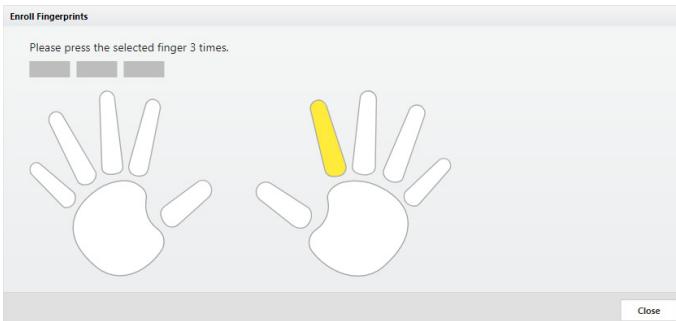 Enroll Fingerprints
Please press the selected finger 3 times.
Close